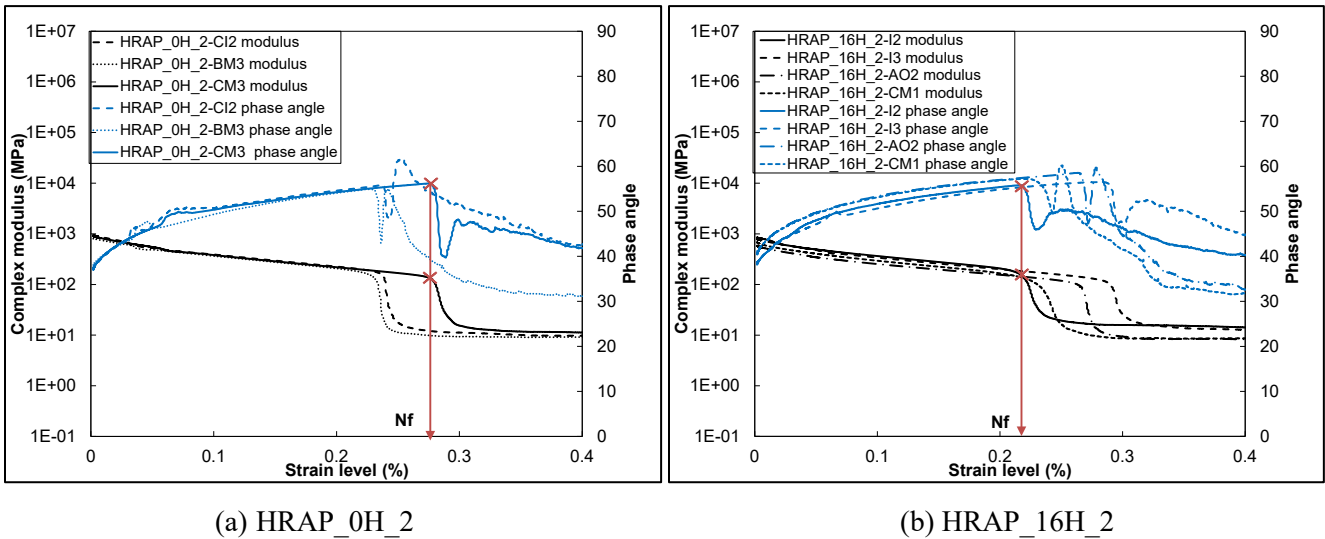 1E+07
1E+06
1E+05
1E+04
1E+03
1E+02
1E+01
1E+00
1E-01
Complex modulus (MPa)
HRAP_0H_2-CI2 modulus
HRAP_0H_2-BM3 modulus
HRAP_0H_2-CM3 modulus
HRAP_0H_2-CI2 phase angle
HRAP_0H_2-BM3 phase angle
HRAP_0H_2-CM3 phase angle
Nf
90
80
70
60
50
40
30
20
10
0
Phase angle
0
0.1
0.2
0.3
0.4
Strain level (%)
(a) HRAP_0H_2
1E+07
1E+06
1E+05
1E+04
1E+03
1E+02
1E+01
1E+00
1E-01
Complex modulus (MPa)
HRAP_16H_2-I2 modulus
HRAP_16H_2-I3 modulus
HRAP_16H_2-AO2 modulus
HRAP_16H_2-CM1 modulus
HRAP_16H_2-I2 phase angle
HRAP_16H_2-I3 phase angle
HRAP_16H_2-AO2 phase angle
HRAP_16H_2-CM1 phase angle
Nf
90
80
70
60
50
40
30
20
10
0
Phase angle
0
0.1
0.2
0.3
0.4
Strain level (%)
(b) HRAP_16H_2